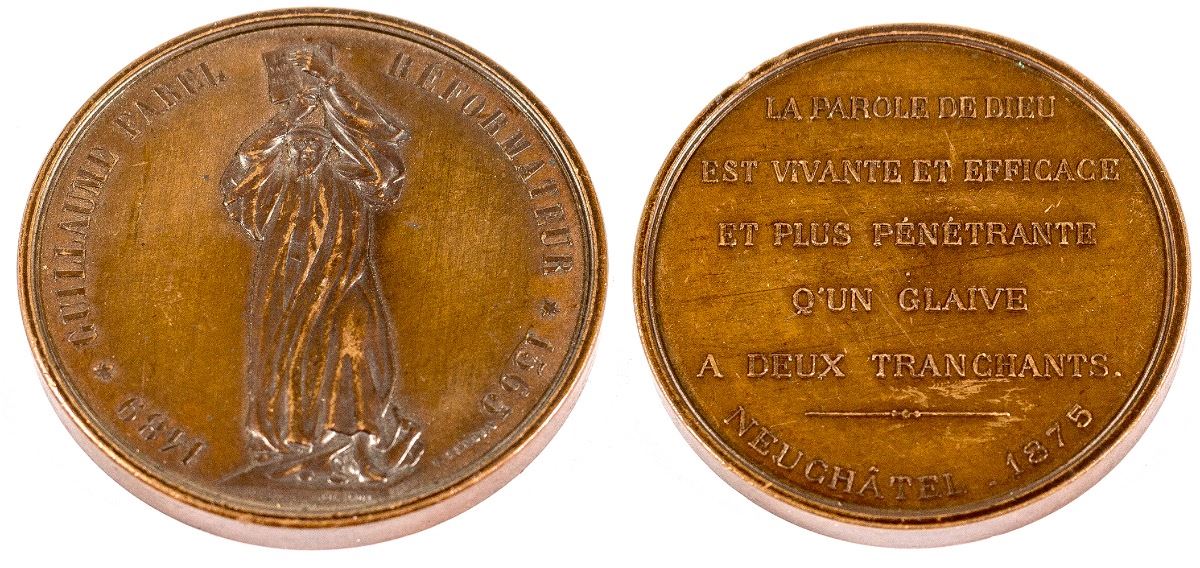 1489 * GUILLAUME FAREL RÉFORMATEUR * 1565
LA PAROLE DE DIEU
EST VIVANTE ET EFFICACE
ET PLUS PÉNÉTRANTE
Q'UN GLAIVE
A DEUX TRANCHANTS.
NEUCHÂTEL . 1875